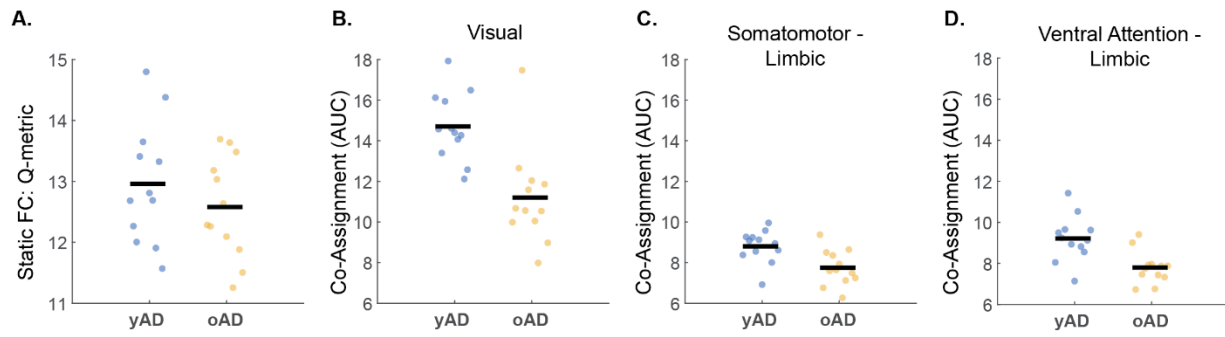 A.
Static FC: Q-metric
15
14
13
12
11
yAD oAD
B.
Visual
Co-Assignment (AUC)
18
16
14
12
10
8
6
yAD oAD
C.
Somatomotor -
Limbic
Co-Assignment (AUC)
18
16
14
12
10
8
6
yAD oAD
D.
Ventral Attention -
Limbic
Co-Assignment (AUC)
18
16
14
12
10
8
6
yAD oAD